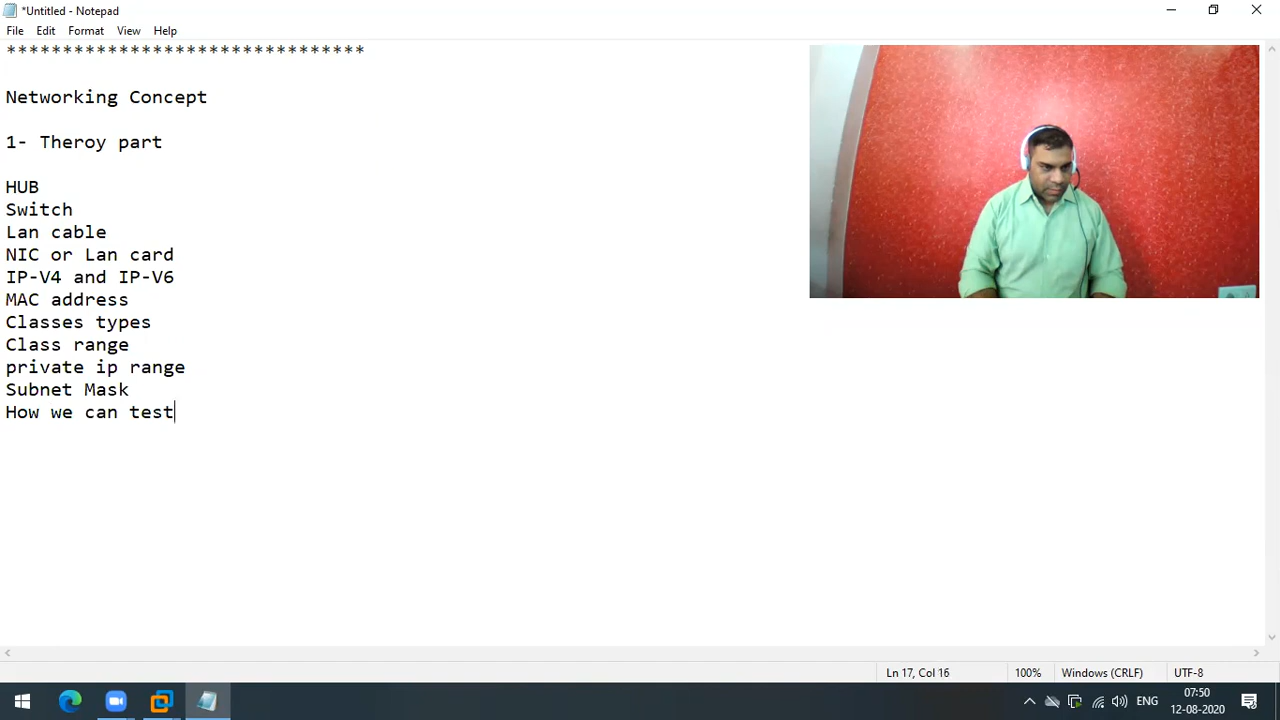 *Untitled - Notepad
File Edit Format View Help
********************************
Networking Concept
1- Theroy part
HUB
Switch
Lan cable
NIC or Lan card
IP-V4 and IP-V6
MAC address
Classes types
Class range
private ip range
Subnet Mask
How we can test
Ln 17, Col 16 100% Windows (CRLF) UTF-8
ENG 07:50
12-08-2020